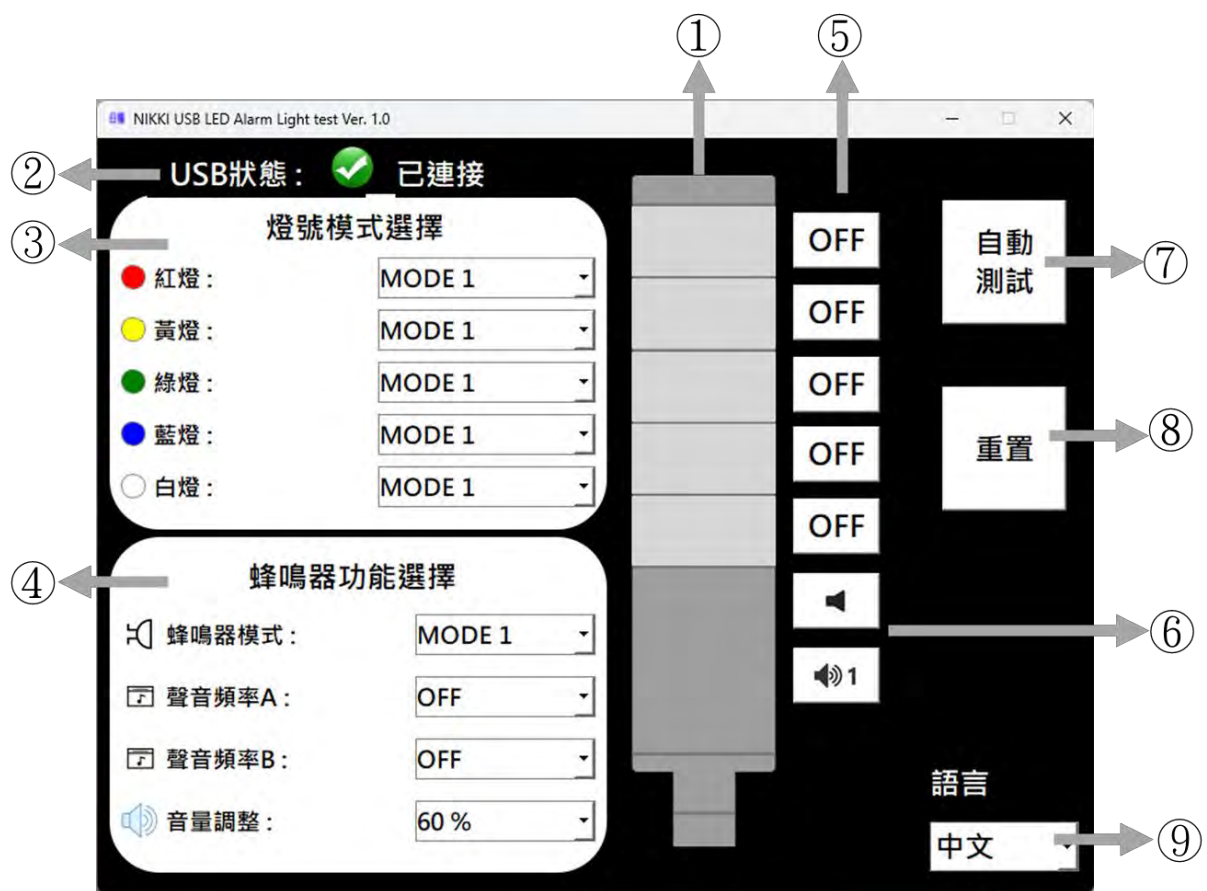 ① ⑤
NIKKI USB LED Alarm Light test Ver. 1.0
② USB狀態 : 已連接
③ 燈號模式選擇
紅燈 : MODE 1
黃燈 : MODE 1
綠燈 : MODE 1
藍燈 : MODE 1
白燈 : MODE 1
④ 蜂鳴器功能選擇
蜂鳴器模式 : MODE 1
聲音頻率A : OFF
聲音頻率B : OFF
音量調整 : 60 %
OFF
OFF
OFF
OFF
OFF
1
⑥
自動
測試
⑦
重置 ⑧
語言
中文 ⑨